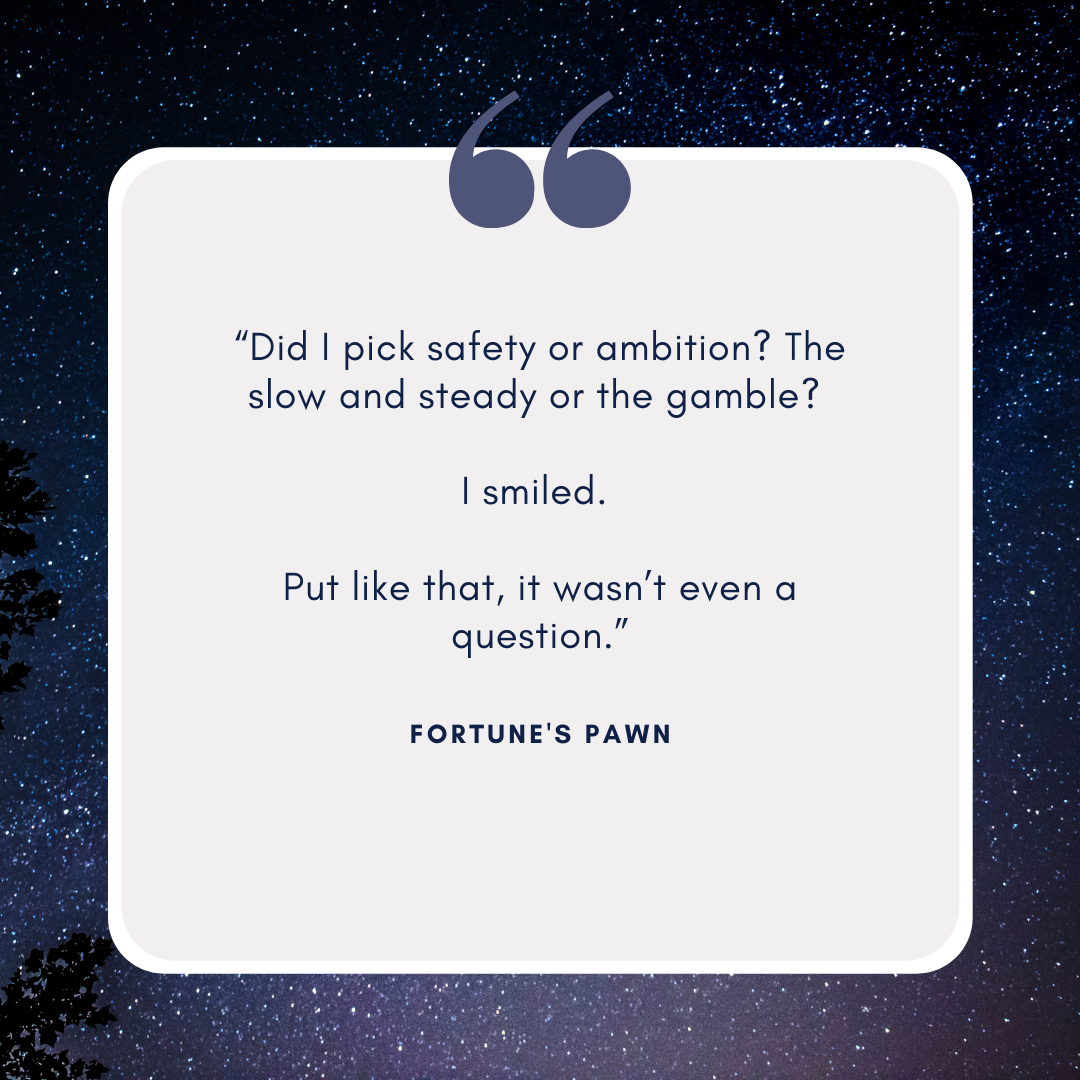 “Did I pick safety or ambition? The
slow and steady or the gamble?
I smiled.
Put like that, it wasn’t even a
question.”
FORTUNE'S PAWN